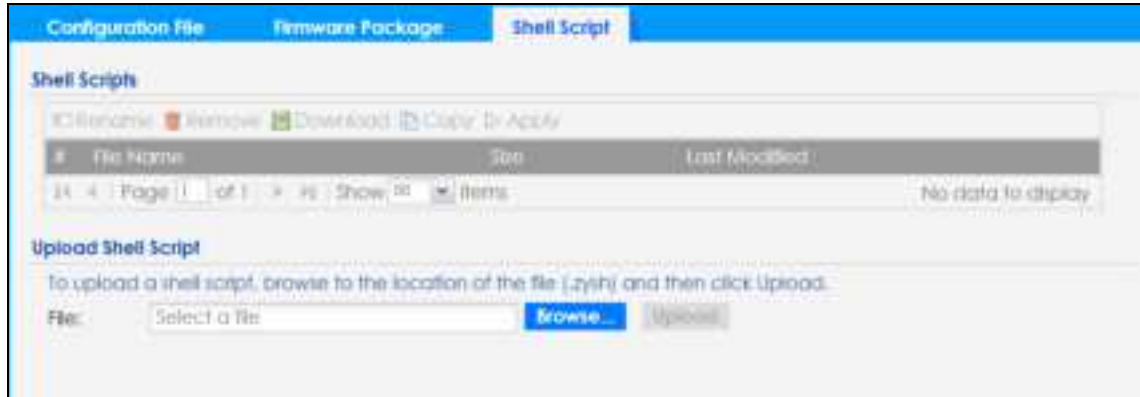 Configuration File Firmware Package Shell Script
Shell Scripts
Rename Remove Download Copy Apply
# File Name Size Last Modified
Page 1 of 1 Show 50 items No data to display
Upload Shell Script
To upload a shell script, browse to the location of the file (.zysh) and then click Upload.
File: Select a file Browse... Upload